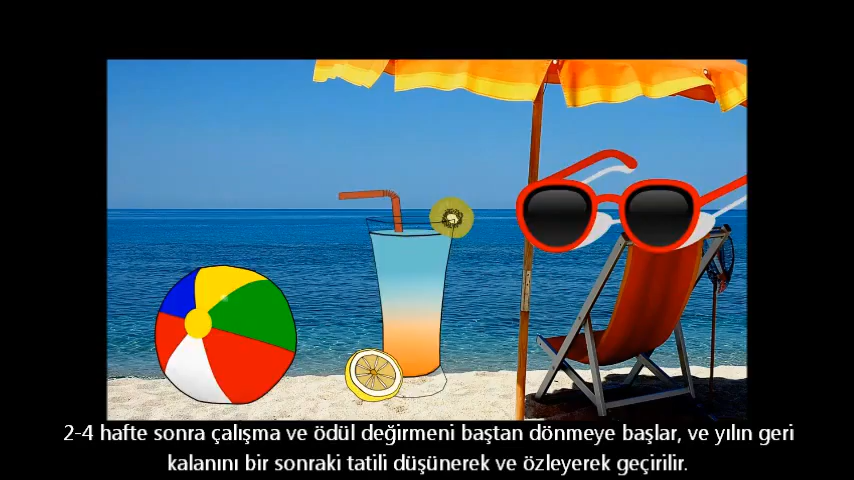 2-4 hafte sonra çalışma ve ödül değirmeni baştan dönmeye başlar, ve yılın geri
kalanını bir sonraki tatili düşünerek ve özleyerek geçirilir.